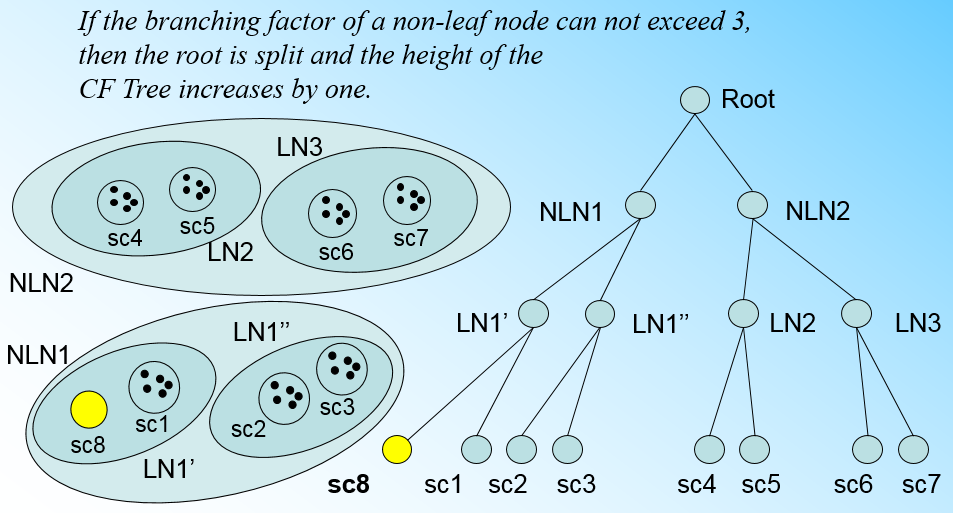 If the branching factor of a non-leaf node can not exceed 3,
then the root is split and the height of the
CF Tree increases by one.
Root
LN3
sc4
sc5
sc6
sc7
LN2
NLN2
NLN1
NLN2
LN1’
LN1”
LN2
LN3
NLN1
LN1”
sc8
sc1
sc2
sc3
LN1’
sc8
sc1
sc2
sc3
sc4
sc5
sc6
sc7